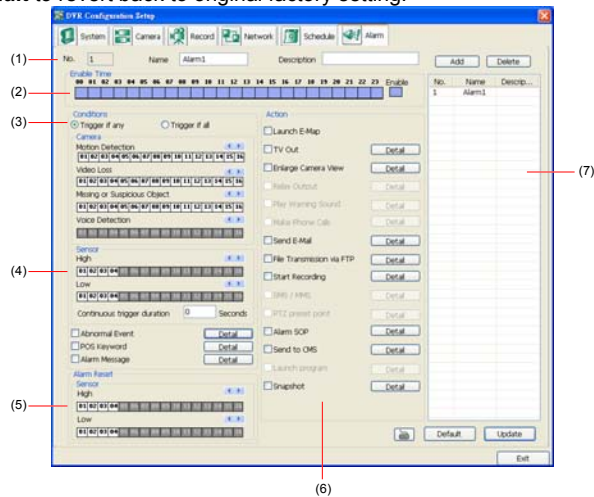 to revert back to original factory setting.
DVR Configuration Setup
System Camera Record Network Schedule Alarm
(1) No. 1 Name Alarm1 Description Add Delete
Enable Time
00 01 02 03 04 05 06 07 08 09 10 11 12 13 14 15 16 17 18 19 20 21 22 23 Enable
(2)
No. Name Descrip...
1 Alarm1
Conditions
(3) Trigger if any Trigger if all
Camera
Motion Detection
01 02 03 04 05 06 07 08 09 10 11 12 13 14 15 16
Video Loss
01 02 03 04 05 06 07 08 09 10 11 12 13 14 15 16
Missing or Suspicious Object
01 02 03 04 05 06 07 08 09 10 11 12 13 14 15 16
Voice Detection
Sensor
High
(4) 01 02 03 04
Low
01 02 03 04
Continuous trigger duration 0 Seconds
Abnormal Event Detail
POS Keyword Detail
Alarm Message Detail
Alarm Reset
Sensor
High
(5) 01 02 03 04
Low
01 02 03 04
Action
Launch E-Map
TV Out Detail
Enlarge Camera View Detail
Relay Output Detail
Play Warning Sound Detail
Make Phone Calls Detail
Send E-Mail Detail
File Transmission via FTP Detail
Start Recording Detail
SMS / MMS Detail
PTZ preset point Detail
Alarm SOP Detail
Send to CMS Detail
Launch program Detail
Snapshot Detail
(7)
Default Update
Exit
(6)